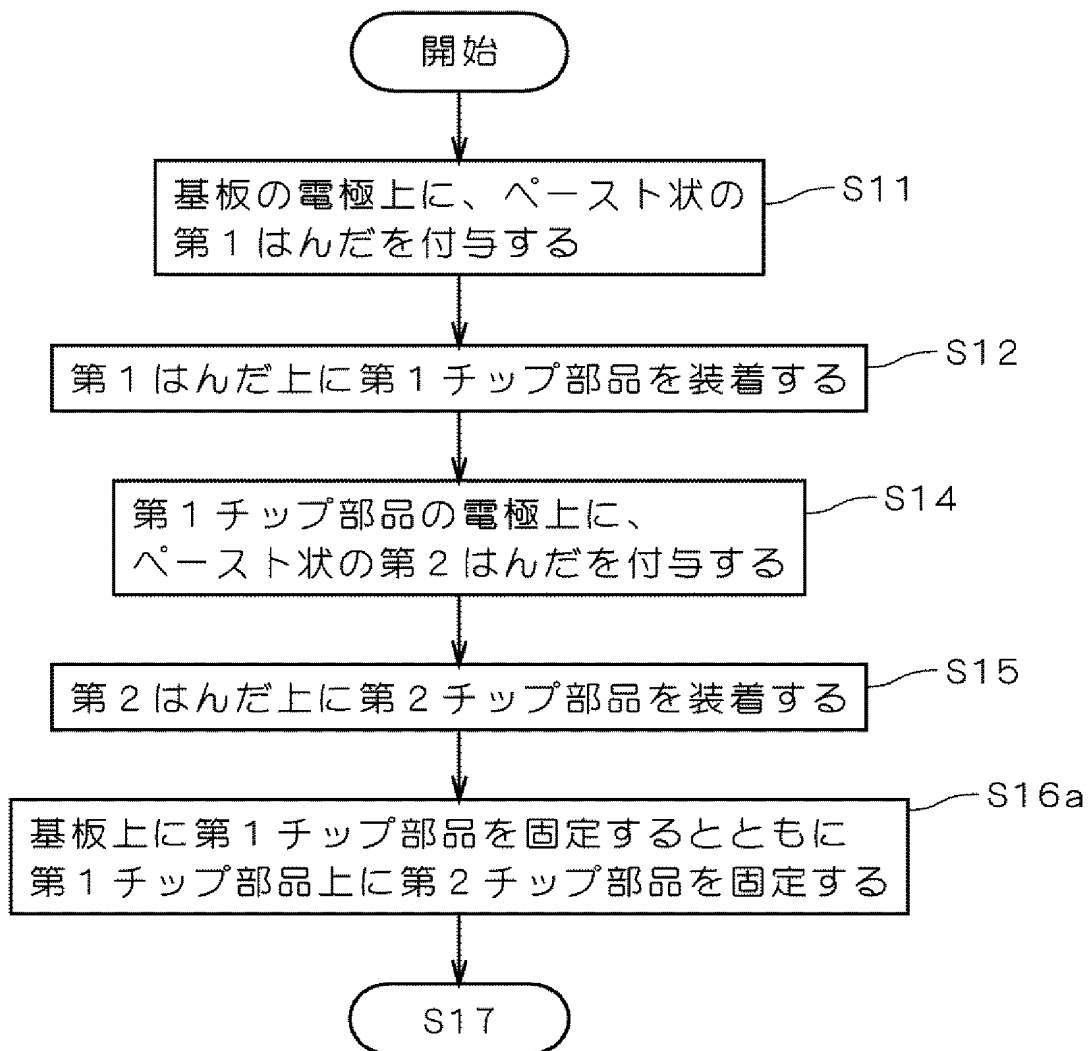 開始
基板の電極上に、ペースト状の
第1はんだを付与する
S11
第1はんだ上に第1チップ部品を装着する
S12
第1チップ部品の電極上に、
ペースト状の第2はんだを付与する
S14
第2はんだ上に第2チップ部品を装着する
S15
基板上に第1チップ部品を固定するとともに
第1チップ部品上に第2チップ部品を固定する
S16a
S17